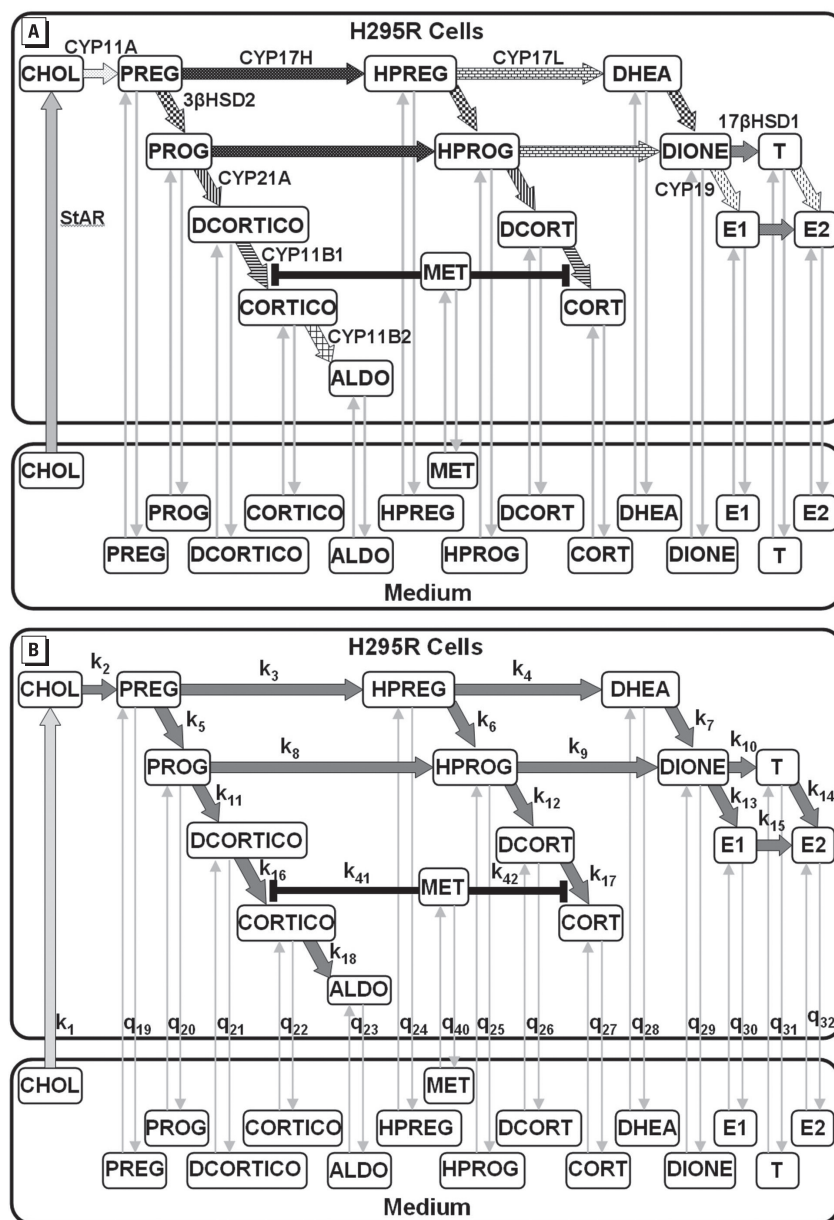 A
H295R Cells
CYP11A CYP17H CYP17L
CHOL PREG HPREG DHEA
3βHSD2 17βHSD1
PROG HPROG DIONE T
CYP21A CYP19
StAR DCORTICO DCORT E1 E2
CYP11B1 MET
CORTICO CORT
CYP11B2
ALDO
CHOL MET
PROG CORTICO HPREG DCORT DHEA E1 E2
PREG DCORTICO ALDO HPROG CORT DIONE T
Medium
B
H295R Cells
k2 k3 k4
CHOL PREG HPREG DHEA
k5 k6 k7
k8 k9 k10
PROG HPROG DIONE T
k11 k12 k13 k14
k15
DCORTICO DCORT E1 E2
k16 k41 MET k42 k17
CORTICO CORT
k18
ALDO
k1 q19 q20 q21 q22 q23 q24 q40 q25 q26 q27 q28 q29 q30 q31 q32
CHOL MET
PROG CORTICO HPREG DCORT DHEA E1 E2
PREG DCORTICO ALDO HPROG CORT DIONE T
Medium